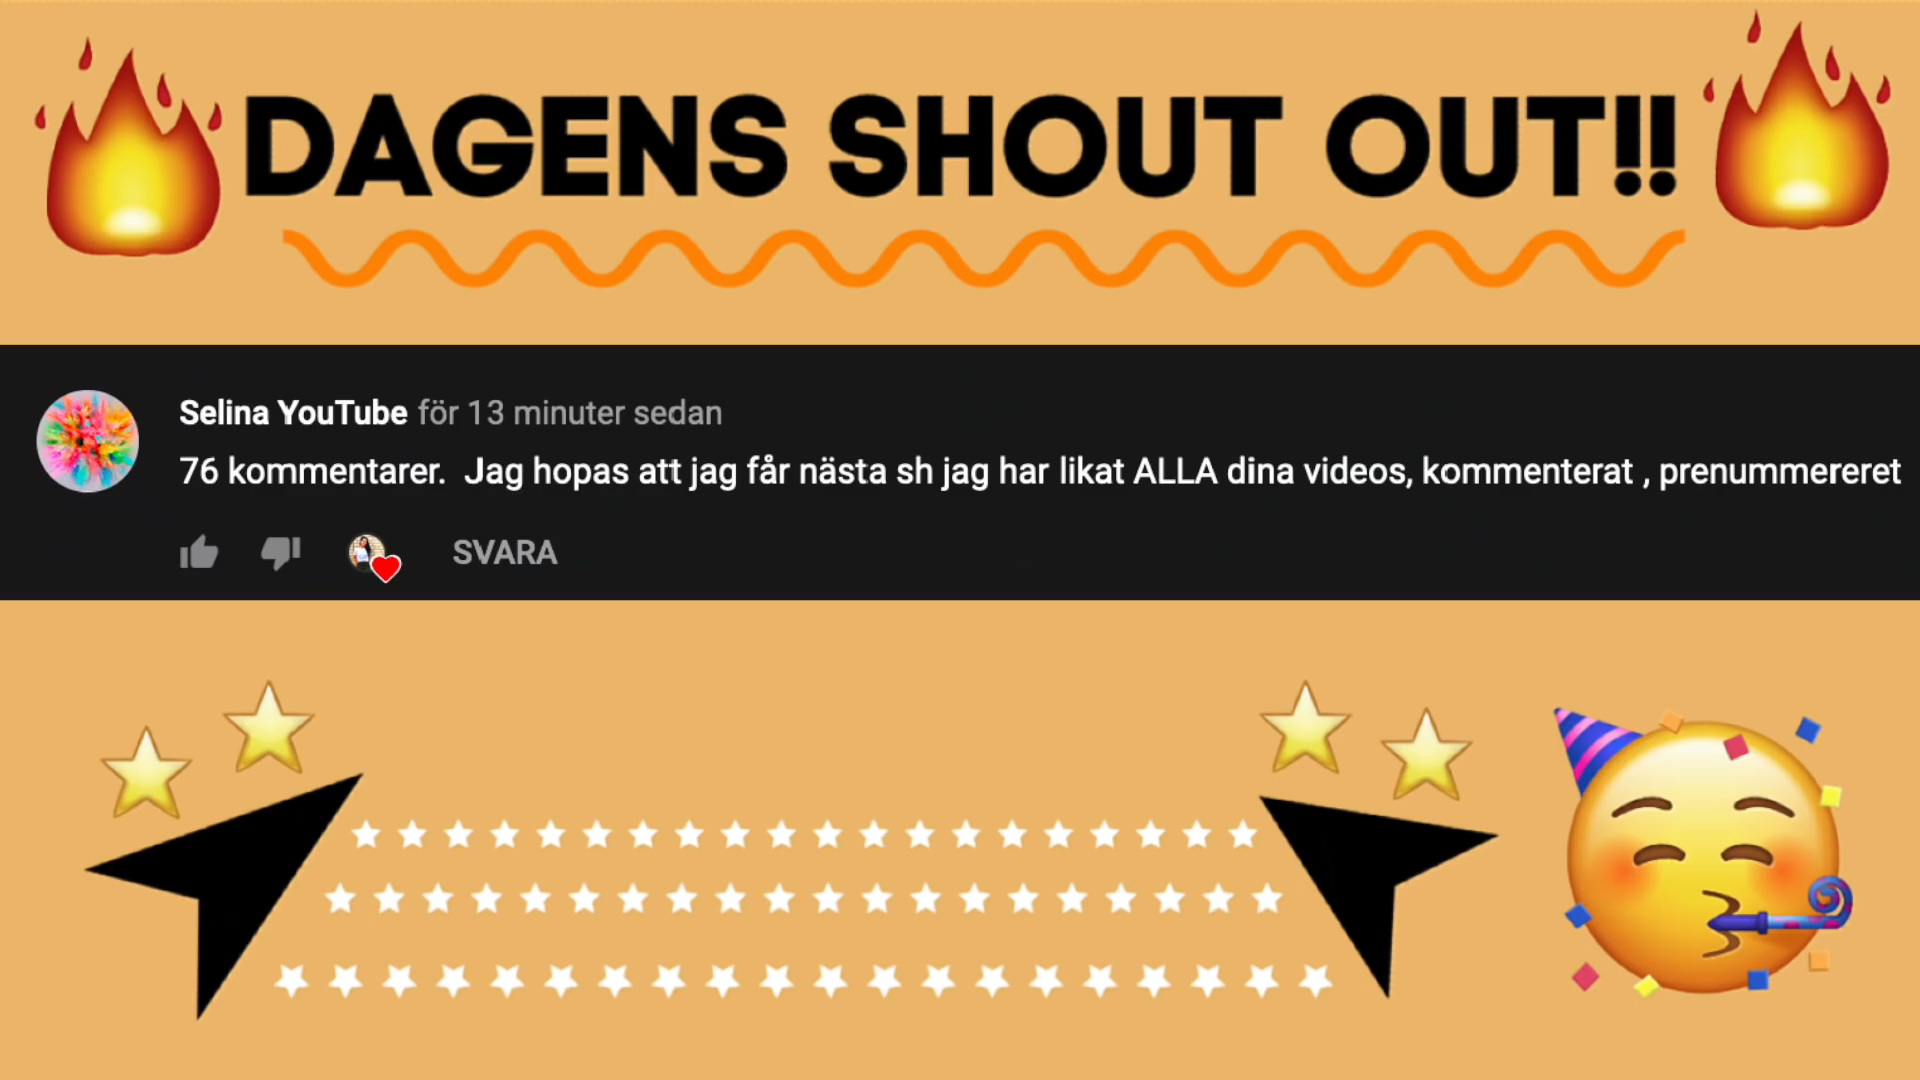 DAGENS SHOUT OUT!!
Selina YouTube för 13 minuter sedan
76 kommentarer. Jag hopas att jag får nästa sh jag har likat ALLA dina videos, kommenterat , prenummereret
SVARA